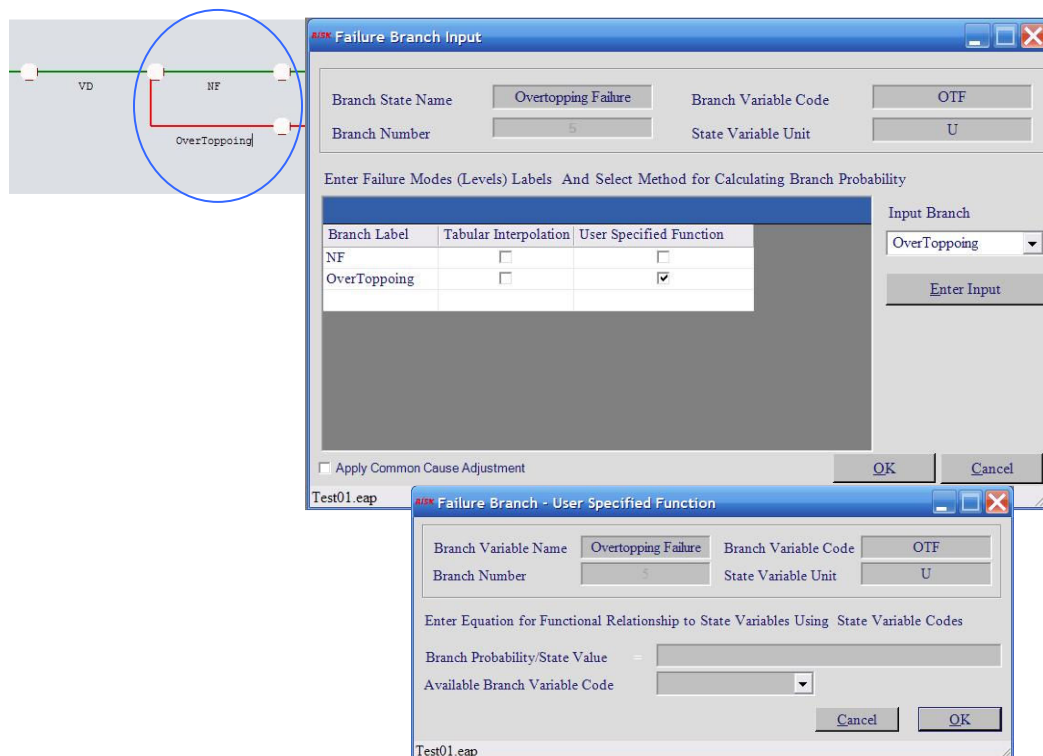 VD
NF
OverToppoing
RISK Failure Branch Input
Branch State Name Overtopping Failure Branch Variable Code OTF
Branch Number 5 State Variable Unit U
Enter Failure Modes (Levels) Labels And Select Method for Calculating Branch Probability
Input Branch
Branch Label Tabular Interpolation User Specified Function OverToppoing
NF
OverToppoing
Enter Input
Apply Common Cause Adjustment OK Cancel
Test01.eap
RISK Failure Branch - User Specified Function
Branch Variable Name Overtopping Failure Branch Variable Code OTF
Branch Number 5 State Variable Unit U
Enter Equation for Functional Relationship to State Variables Using State Variable Codes
Branch Probability/State Value =
Available Branch Variable Code
Cancel OK
Test01.eap